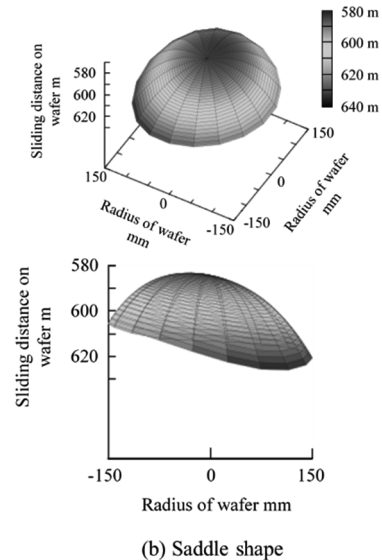 580 m
600 m
620 m
640 m
Sliding distance on
wafer m
580
600
620
150
0
-150
Radius of wafer
mm
150
0
-150
Radius of wafer
mm
Sliding distance on
wafer m
580
600
620
-150
0
150
Radius of wafer mm
(b) Saddle shape